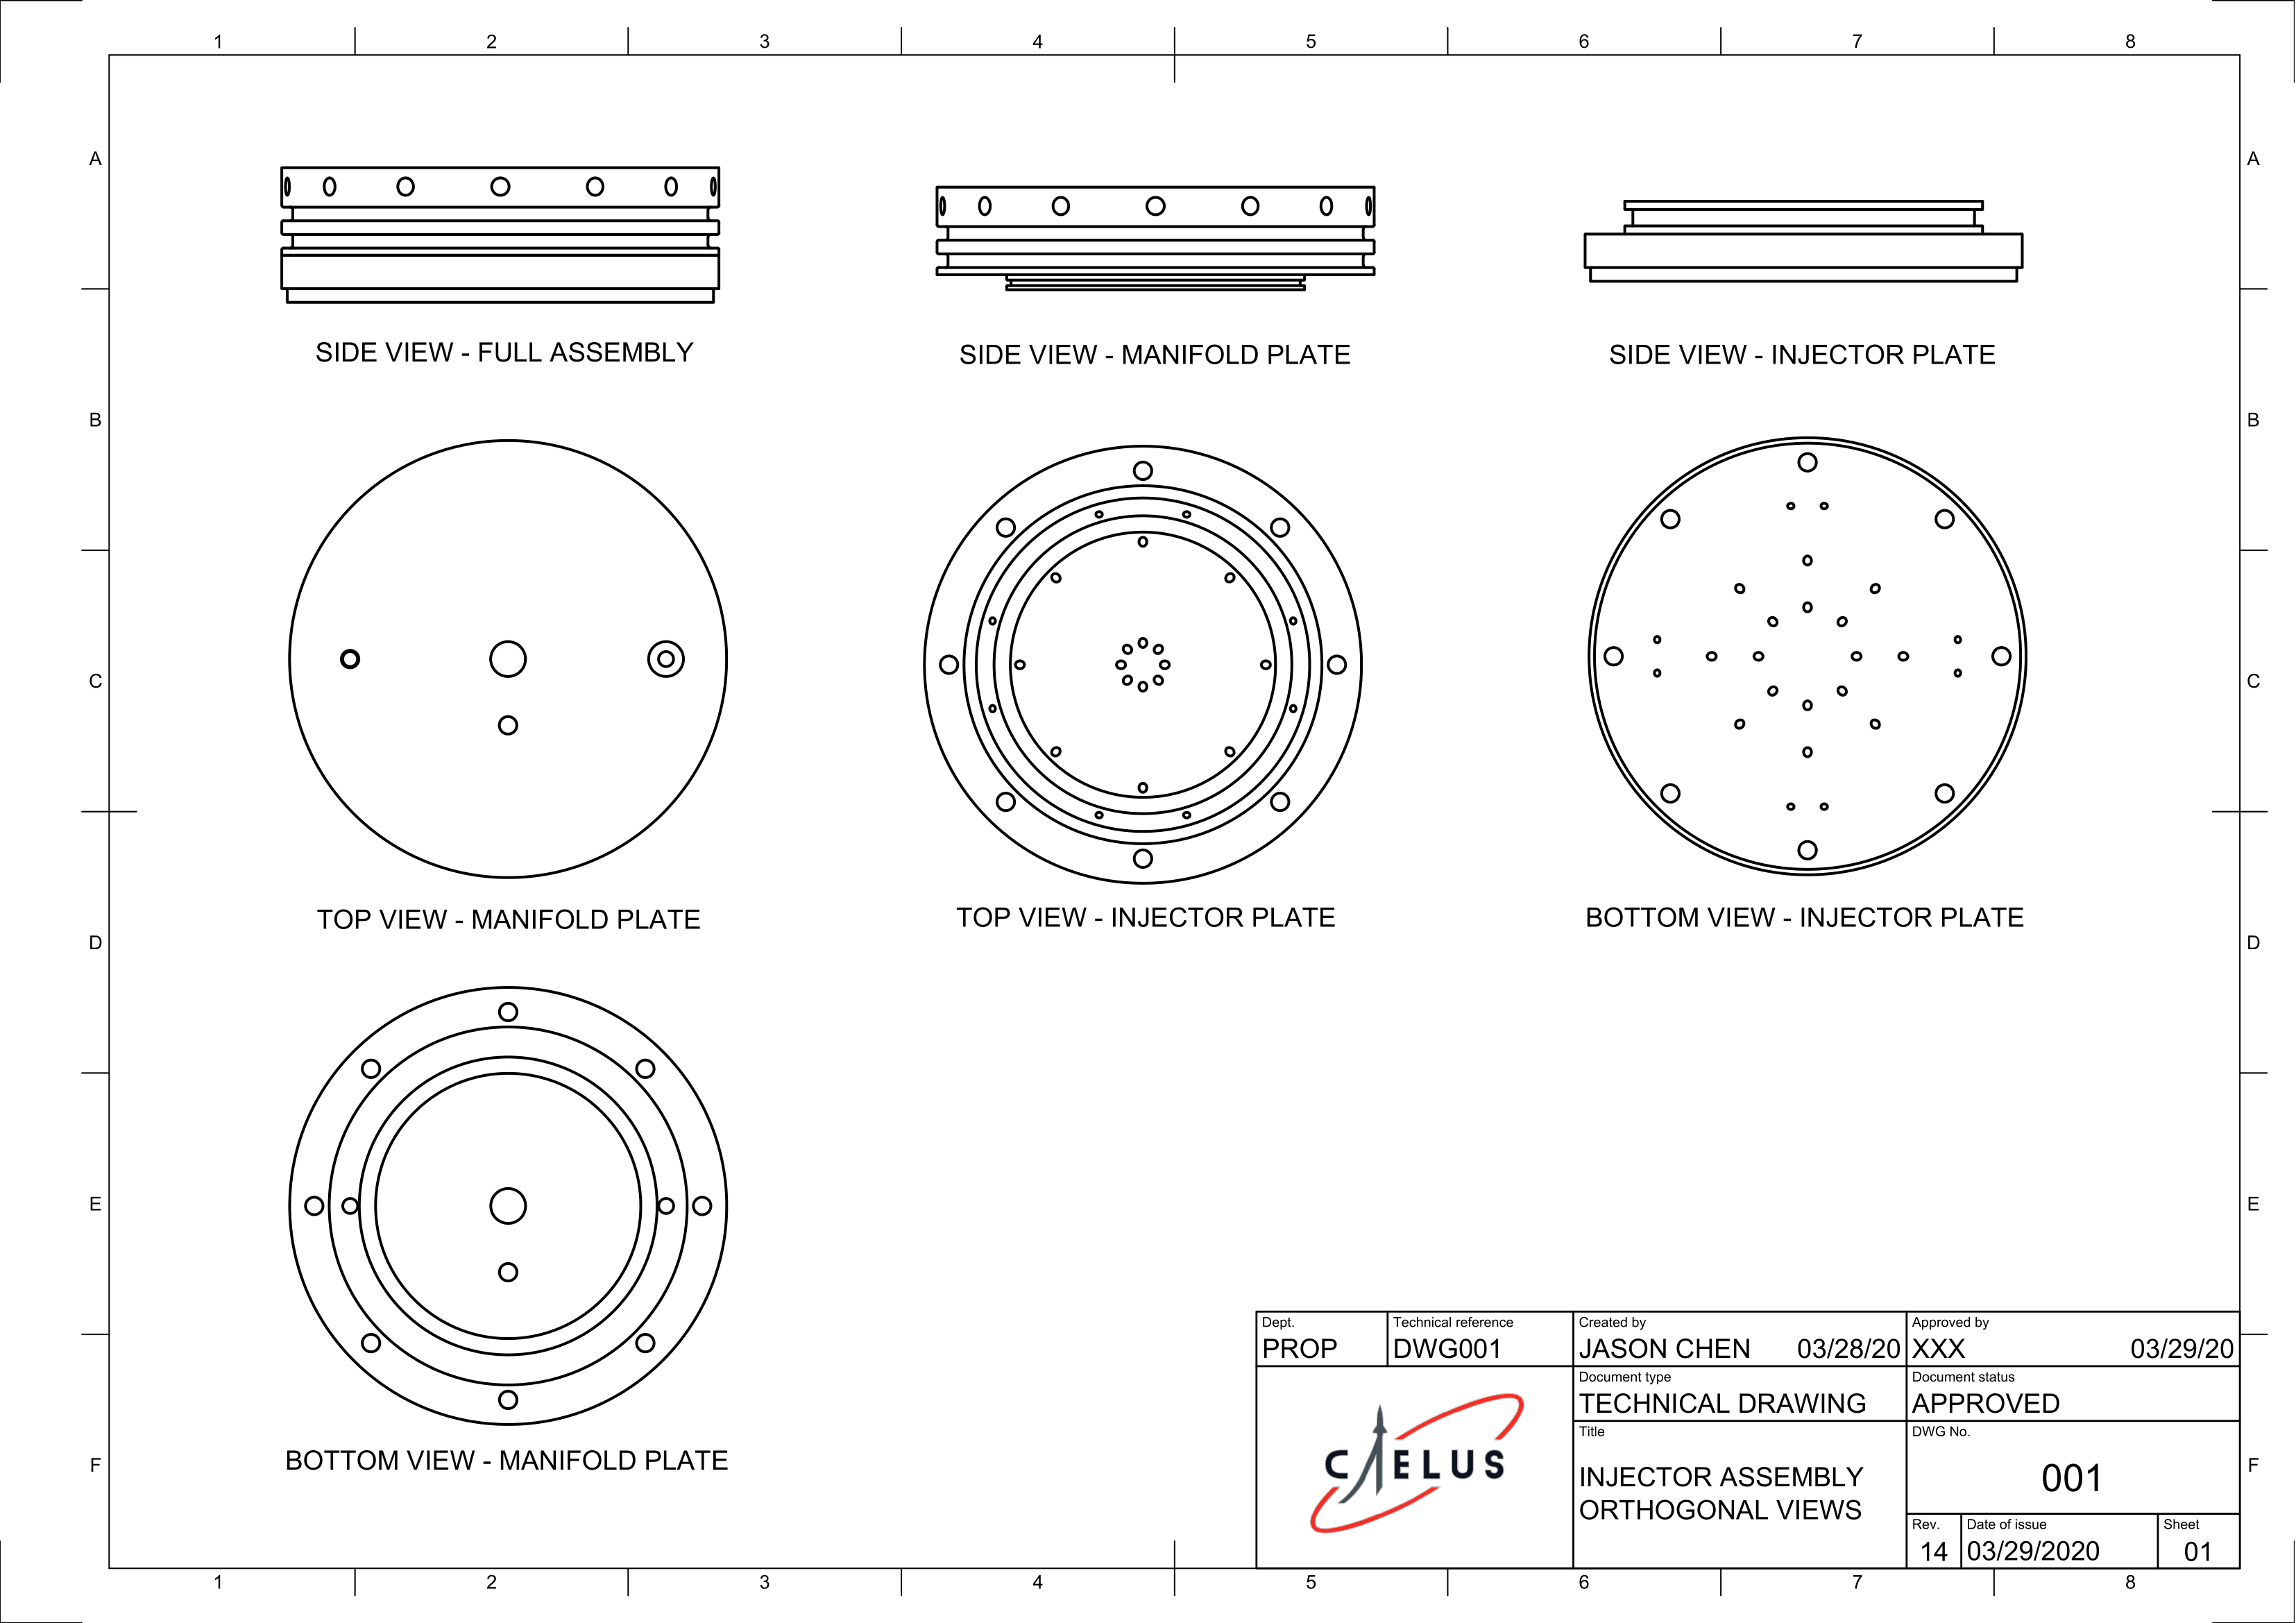 1 2 3 4 5 6 7 8
A A
SIDE VIEW - FULL ASSEMBLY
SIDE VIEW - MANIFOLD PLATE
SIDE VIEW - INJECTOR PLATE
B B
C C
TOP VIEW - MANIFOLD PLATE
TOP VIEW - INJECTOR PLATE
BOTTOM VIEW - INJECTOR PLATE
D D
E E
BOTTOM VIEW - MANIFOLD PLATE
F F
Dept.
PROP
Technical reference
DWG001
Created by
JASON CHEN 03/28/20
Approved by
XXX 03/29/20
CAELUS
Document type
TECHNICAL DRAWING
Document status
APPROVED
Title
INJECTOR ASSEMBLY
ORTHOGONAL VIEWS
DWG No.
001
Rev.
14
Date of issue
03/29/2020
Sheet
01
1 2 3 4 5 6 7 8